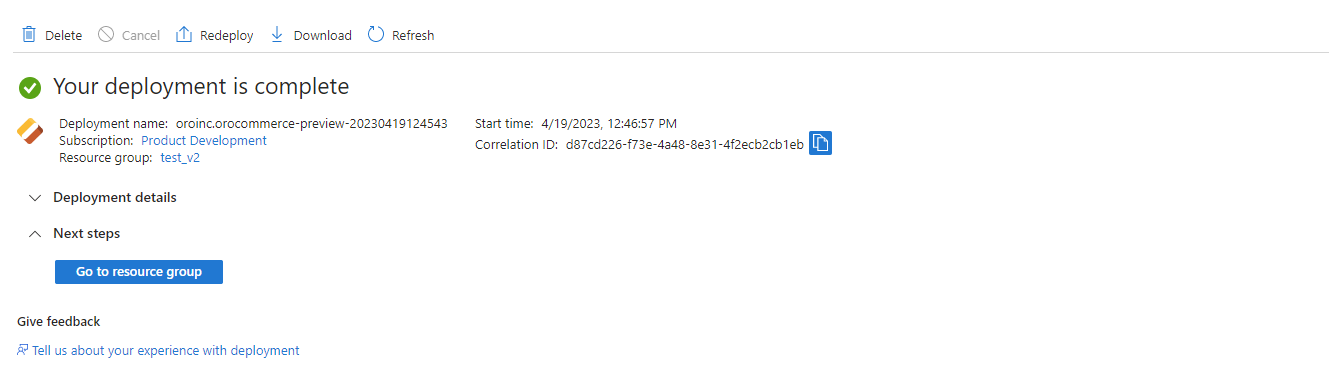 Delete Cancel Redeploy Download Refresh
Your deployment is complete
Deployment name: oroinc.orocommerce-preview-20230419124543 Start time: 4/19/2023, 12:46:57 PM
Subscription: Product Development Correlation ID: d87cd226-f73e-4a48-8e31-4f2ecb2cb1eb
Resource group: test_v2
Deployment details
Next steps
Go to resource group
Give feedback
Tell us about your experience with deployment